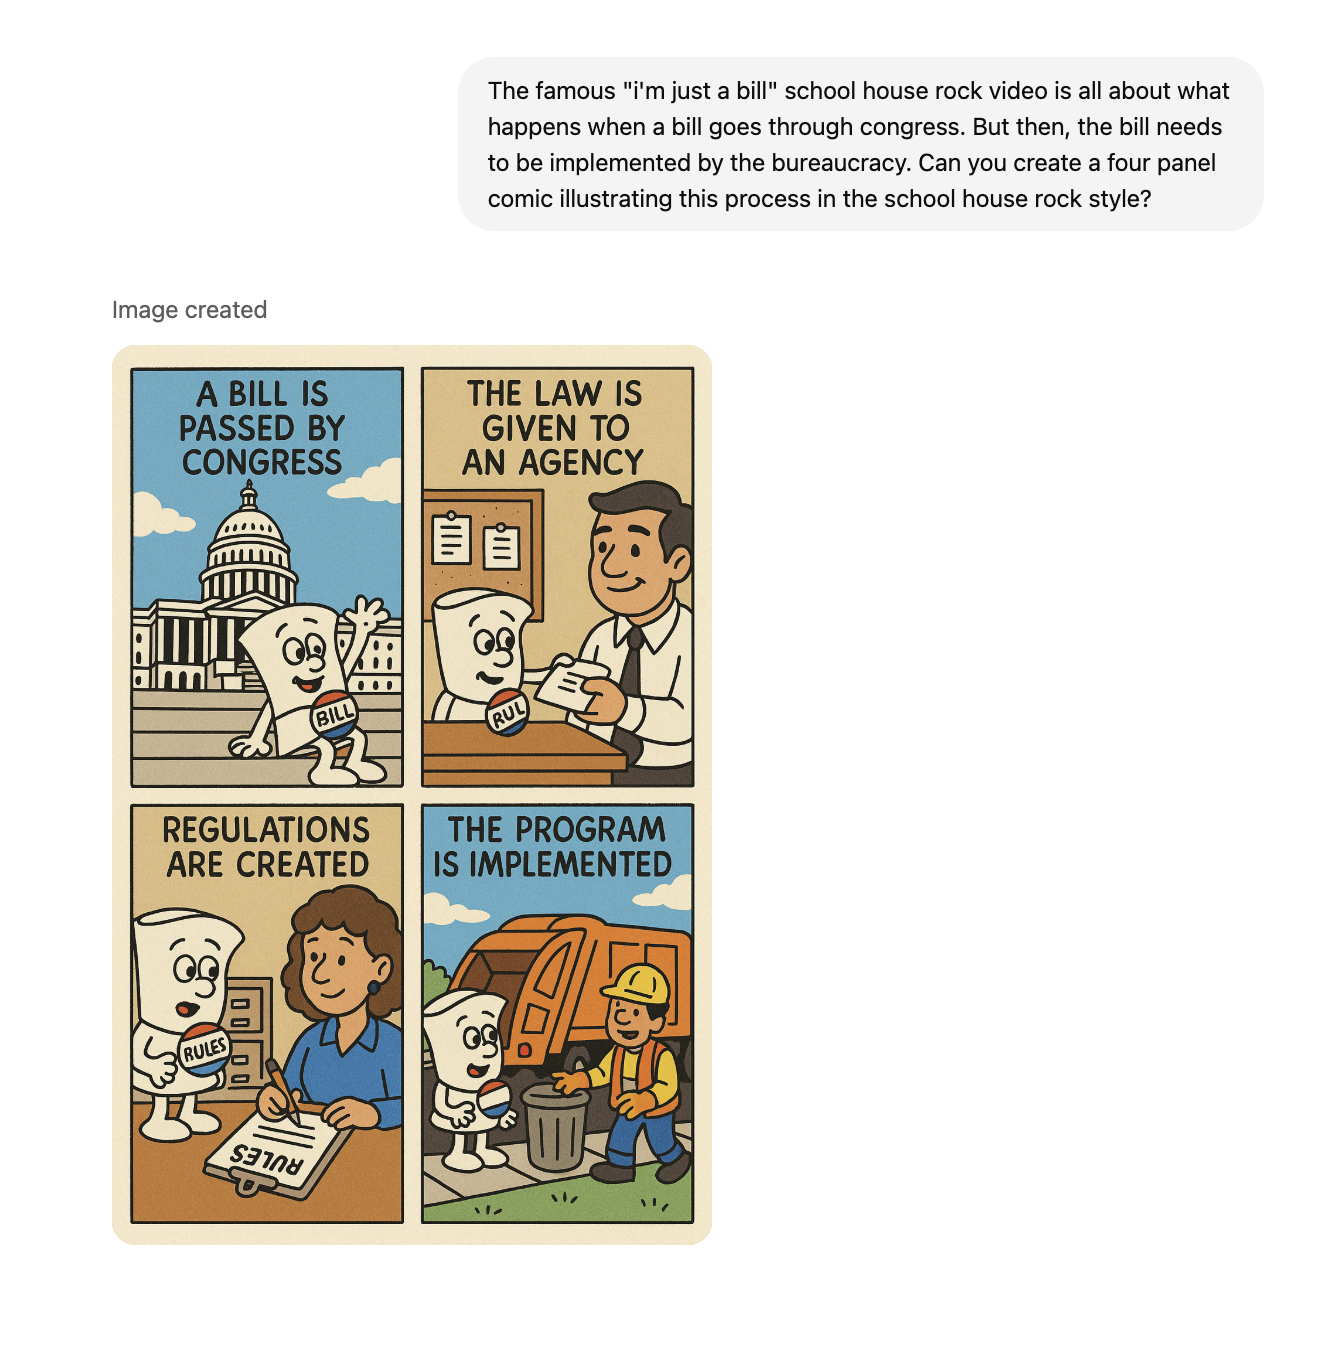 The famous "i'm just a bill" school house rock video is all about what
happens when a bill goes through congress. But then, the bill needs
to be implemented by the bureaucracy. Can you create a four panel
comic illustrating this process in the school house rock style?
Image created
A BILL IS
PASSED BY
CONGRESS
BILL
THE LAW IS
GIVEN TO
AN AGENCY
RUL
REGULATIONS
ARE CREATED
RULES
RULES
THE PROGRAM
IS IMPLEMENTED